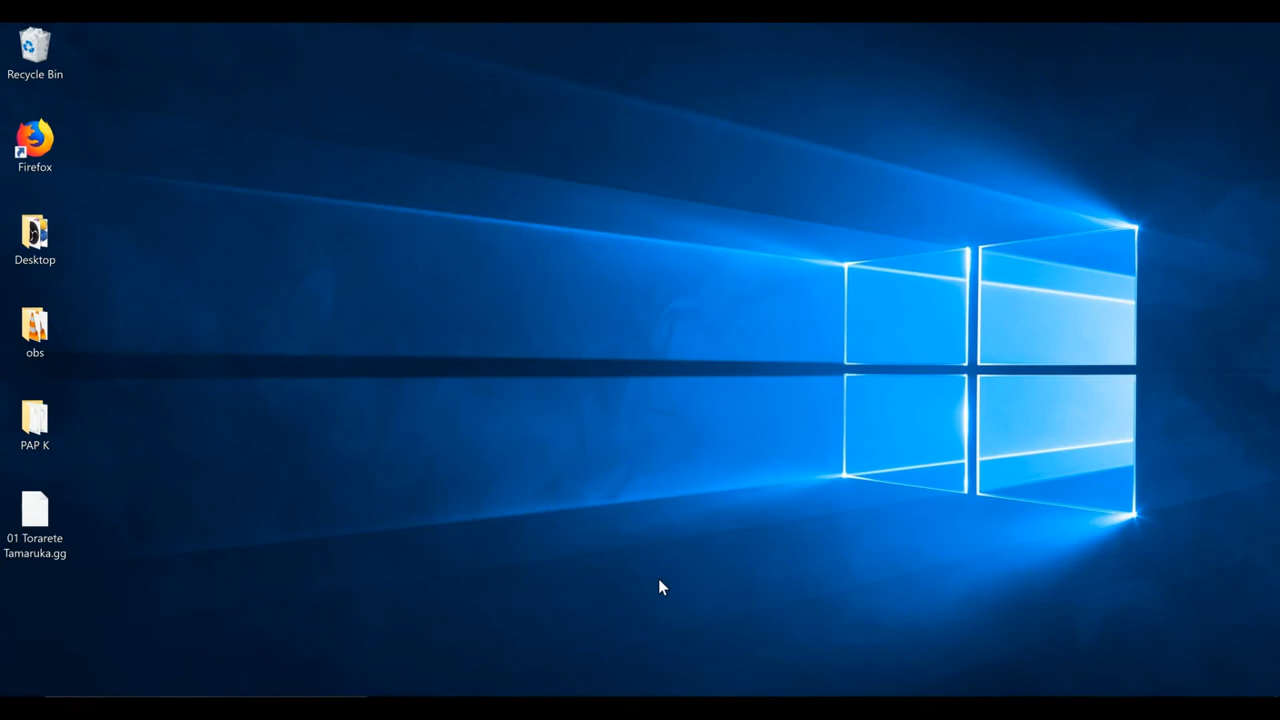 Recycle Bin
Firefox
Desktop
obs
PAP K
01 Torarete
Tamaruka.gg